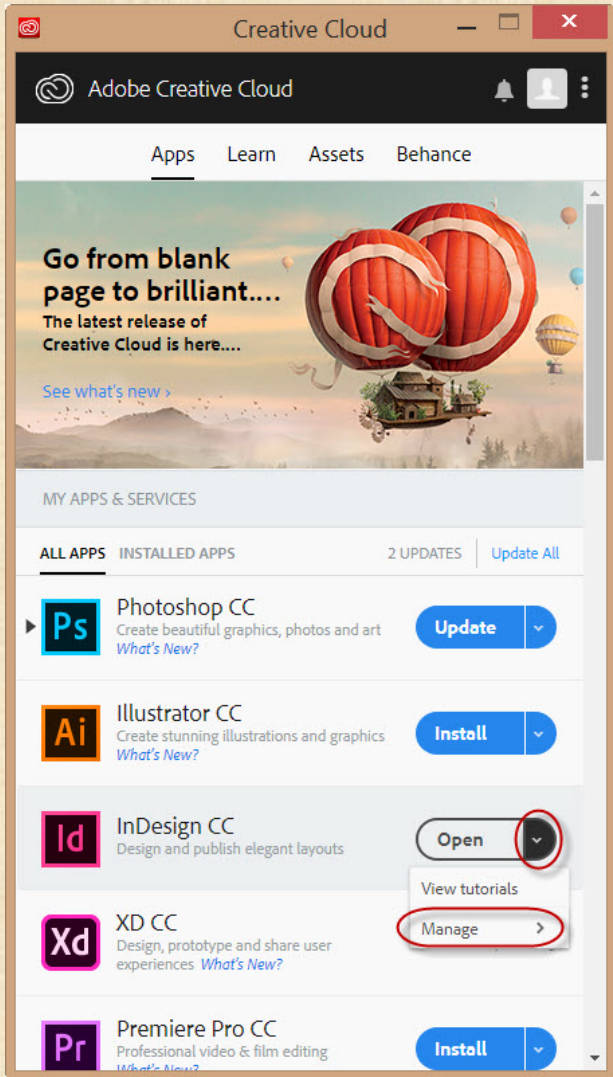 Creative Cloud
Adobe Creative Cloud
Apps Learn Assets Behance
Go from blank
page to brilliant....
The latest release of
Creative Cloud is here....
See what's new ›
MY APPS & SERVICES
ALL APPS INSTALLED APPS 2 UPDATES Update All
Ps
Photoshop CC
Create beautiful graphics, photos and art
What's New?
Update
Ai
Illustrator CC
Create stunning illustrations and graphics
What's New?
Install
Id
InDesign CC
Design and publish elegant layouts
Open
View tutorials
Manage >
Xd
XD CC
Design, prototype and share user
experiences What's New?
Pr
Premiere Pro CC
Professional video & film editing
What's New?
Install